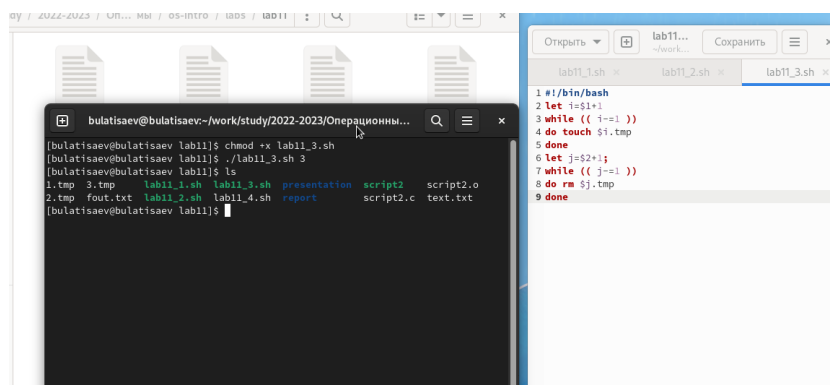 dy / 2022-2023 / Оп… мы / os-intro / labs / lab11
Открыть
lab11...
~/work...
Сохранить
lab11_1.sh × lab11_2.sh × lab11_3.sh ×
1 #!/bin/bash
2 let i=$1+1
3 while (( i-=1 ))
4 do touch $i.tmp
5 done
6 let j=$2+1;
7 while (( j-=1 ))
8 do rm $j.tmp
9 done
bulatisaev@bulatisaev:~/work/study/2022-2023/Операционны...
[bulatisaev@bulatisaev lab11]$ chmod +x lab11_3.sh
[bulatisaev@bulatisaev lab11]$ ./lab11_3.sh 3
[bulatisaev@bulatisaev lab11]$ ls
1.tmp 3.tmp lab11_1.sh lab11_3.sh presentation script2 script2.o
2.tmp fout.txt lab11_2.sh lab11_4.sh report script2.c text.txt
[bulatisaev@bulatisaev lab11]$